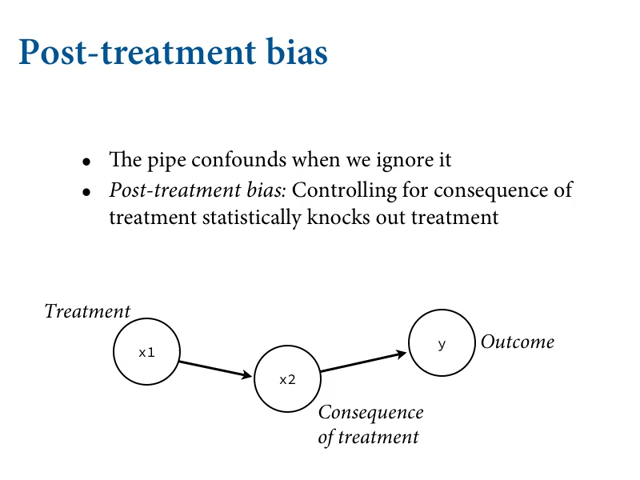 Post-treatment bias
• The pipe confounds when we ignore it
• Post-treatment bias: Controlling for consequence of
treatment statistically knocks out treatment
Treatment
x1
x2
y
Outcome
Consequence
of treatment